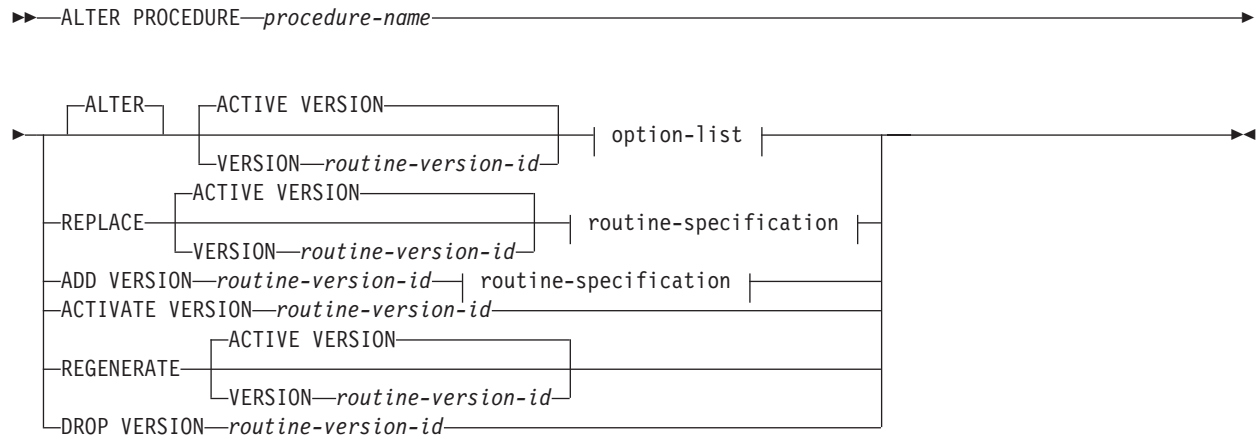 ALTER PROCEDURE procedure-name
ALTER ACTIVE VERSION
option-list
VERSION routine-version-id
ACTIVE VERSION
REPLACE routine-specification
VERSION routine-version-id
ADD VERSION routine-version-id routine-specification
ACTIVATE VERSION routine-version-id
ACTIVE VERSION
REGENERATE
VERSION routine-version-id
DROP VERSION routine-version-id